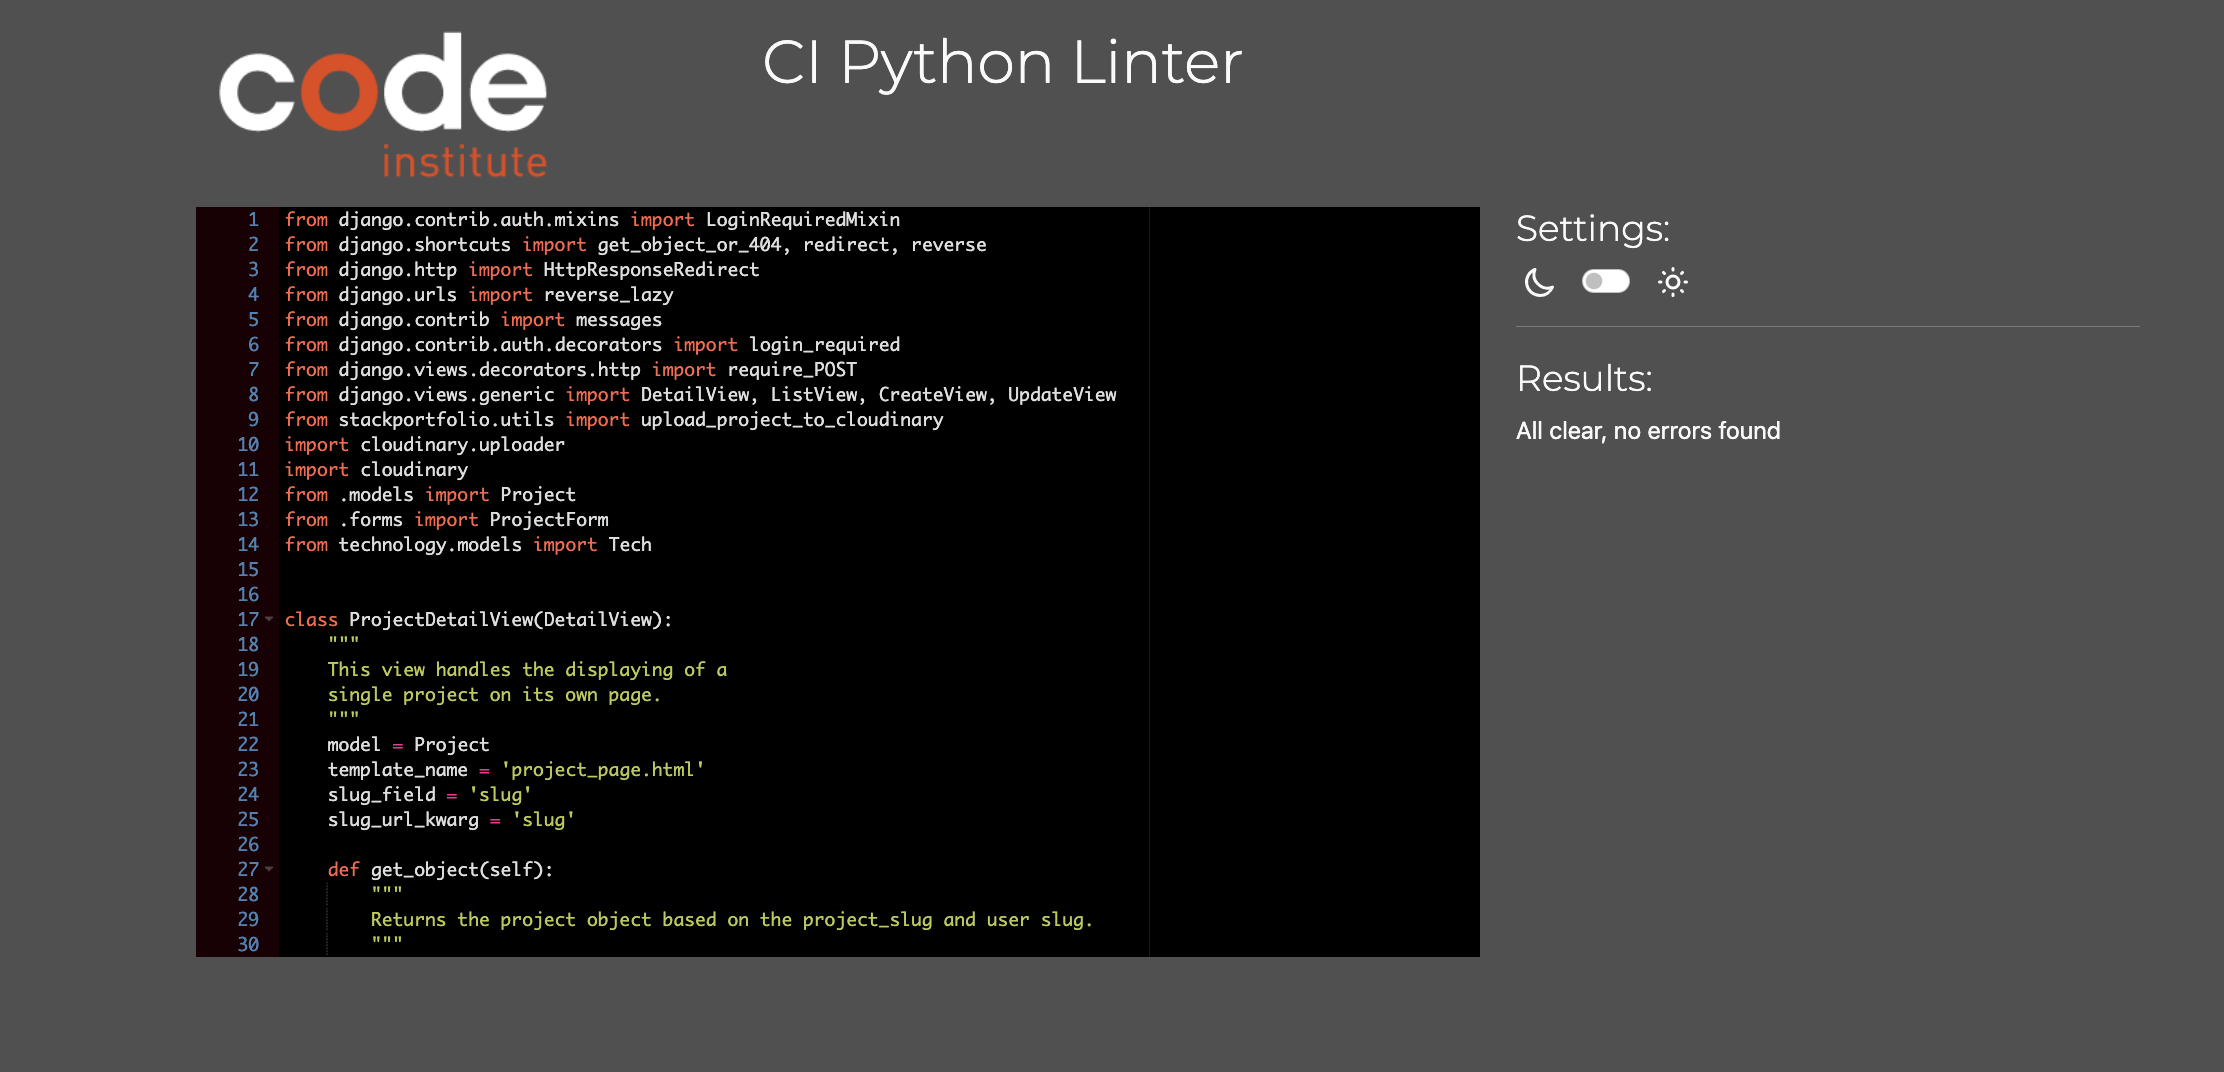 code
institute
CI Python Linter
1 from django.contrib.auth.mixins import LoginRequiredMixin
2 from django.shortcuts import get_object_or_404, redirect, reverse
3 from django.http import HttpResponseRedirect
4 from django.urls import reverse_lazy
5 from django.contrib import messages
6 from django.contrib.auth.decorators import login_required
7 from django.views.decorators.http import require_POST
8 from django.views.generic import DetailView, ListView, CreateView, UpdateView
9 from stackportfolio.utils import upload_project_to_cloudinary
10 import cloudinary.uploader
11 import cloudinary
12 from .models import Project
13 from .forms import ProjectForm
14 from technology.models import Tech
15
16
17 class ProjectDetailView(DetailView):
18     """
19     This view handles the displaying of a
20     single project on its own page.
21     """
22     model = Project
23     template_name = 'project_page.html'
24     slug_field = 'slug'
25     slug_url_kwarg = 'slug'
26
27     def get_object(self):
28         """
29         Returns the project object based on the project_slug and user slug.
30         """
Settings:
Results:
All clear, no errors found